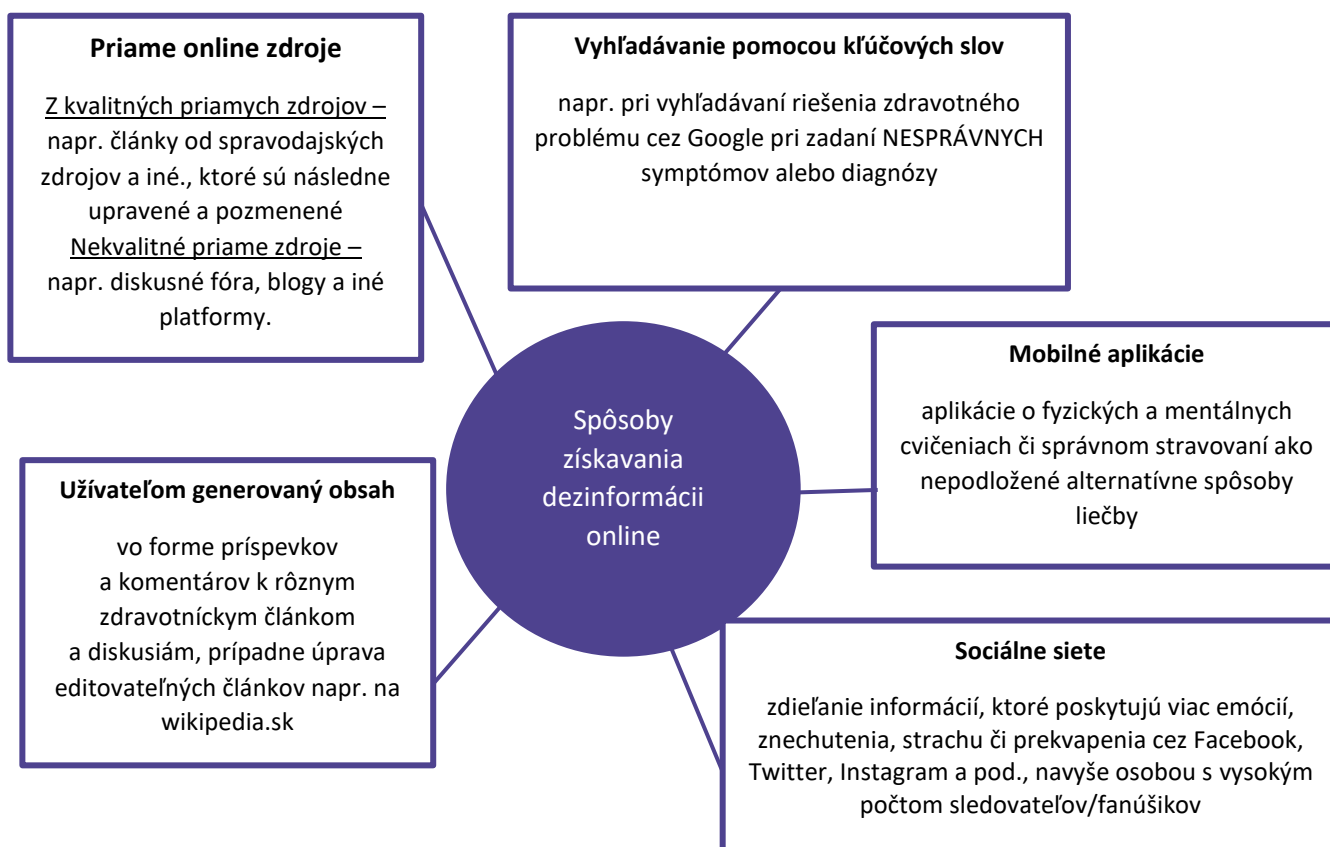 Priame online zdroje
Z kvalitných priamych zdrojov –
napr. články od spravodajských
zdrojov a iné., ktoré sú následne
upravené a pozmenené
Nekvalitné priame zdroje –
napr. diskusné fóra, blogy a iné
platformy.
Vyhľadávanie pomocou kľúčových slov
napr. pri vyhľadávaní riešenia zdravotného
problému cez Google pri zadaní NESPRÁVNYCH
symptómov alebo diagnózy
Mobilné aplikácie
aplikácie o fyzických a mentálnych
cvičeniach či správnom stravovaní ako
nepodložené alternatívne spôsoby
liečby
Spôsoby
získavania
dezinformácii
online
Užívateľom generovaný obsah
vo forme príspevkov
a komentárov k rôznym
zdravotníckym článkom
a diskusiám, prípadne úprava
editovateľných článkov napr. na
wikipedia.sk
Sociálne siete
zdieľanie informácií, ktoré poskytujú viac emócií,
znechutenia, strachu či prekvapenia cez Facebook,
Twitter, Instagram a pod., navyše osobou s vysokým
počtom sledovateľov/fanúšikov